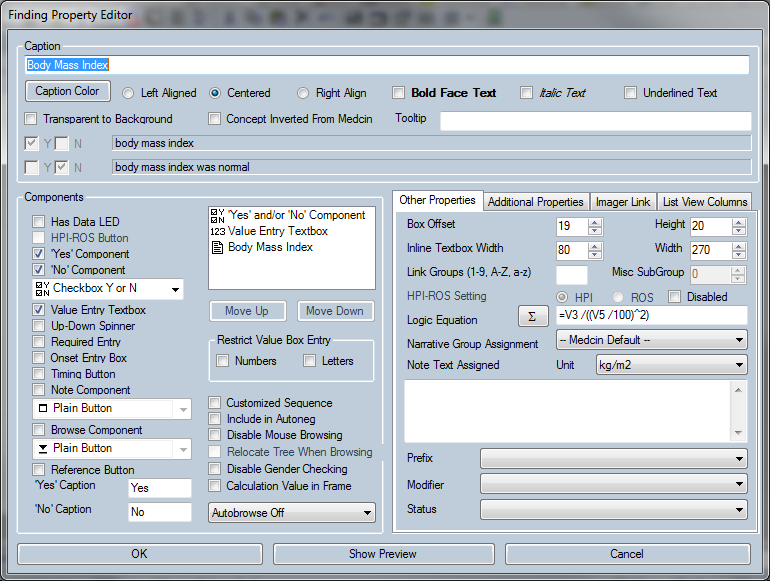 Finding Property Editor
Caption
Body Mass Index
Caption Color Left Aligned Centered Right Align Bold Face Text Italic Text Underlined Text
Transparent to Background Concept Inverted From Medcin Tooltip
Y N body mass index
Y N body mass index was normal
Components
Has Data LED
HPI-ROS Button
'Yes' Component
'No' Component
Checkbox Y or N
Value Entry Textbox
Up-Down Spinner
Required Entry
Onset Entry Box
Timing Button
Note Component
Plain Button
Browse Component
Plain Button
Reference Button
'Yes' Caption Yes
'No' Caption No
Y N 'Yes' and/or 'No' Component
123 Value Entry Textbox
Body Mass Index
Move Up Move Down
Restrict Value Box Entry
Numbers Letters
Customized Sequence
Include in Autoneg
Disable Mouse Browsing
Relocate Tree When Browsing
Disable Gender Checking
Calculation Value in Frame
Autobrowse Off
Other Properties Additional Properties Imager Link List View Columns
Box Offset 19 Height 20
Inline Textbox Width 80 Width 270
Link Groups (1-9, A-Z, a-z) Misc SubGroup 0
HPI-ROS Setting HPI ROS Disabled
Logic Equation Σ =V3 /((V5 /100)^2)
Narrative Group Assignment -- Medcin Default --
Note Text Assigned Unit kg/m2
Prefix
Modifier
Status
OK Show Preview Cancel